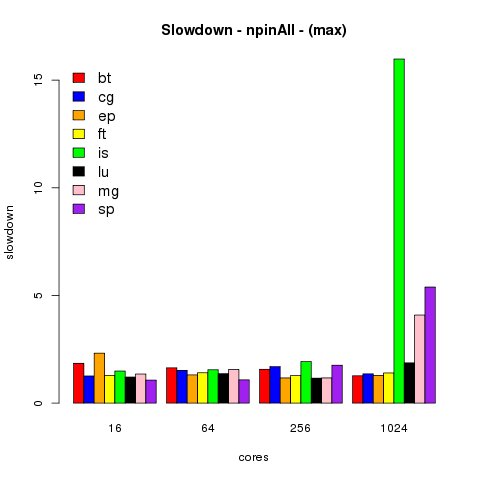 Slowdown - npinAll - (max)
slowdown
15
10
5
0
bt
cg
ep
ft
is
lu
mg
sp
16 64 256 1024
cores